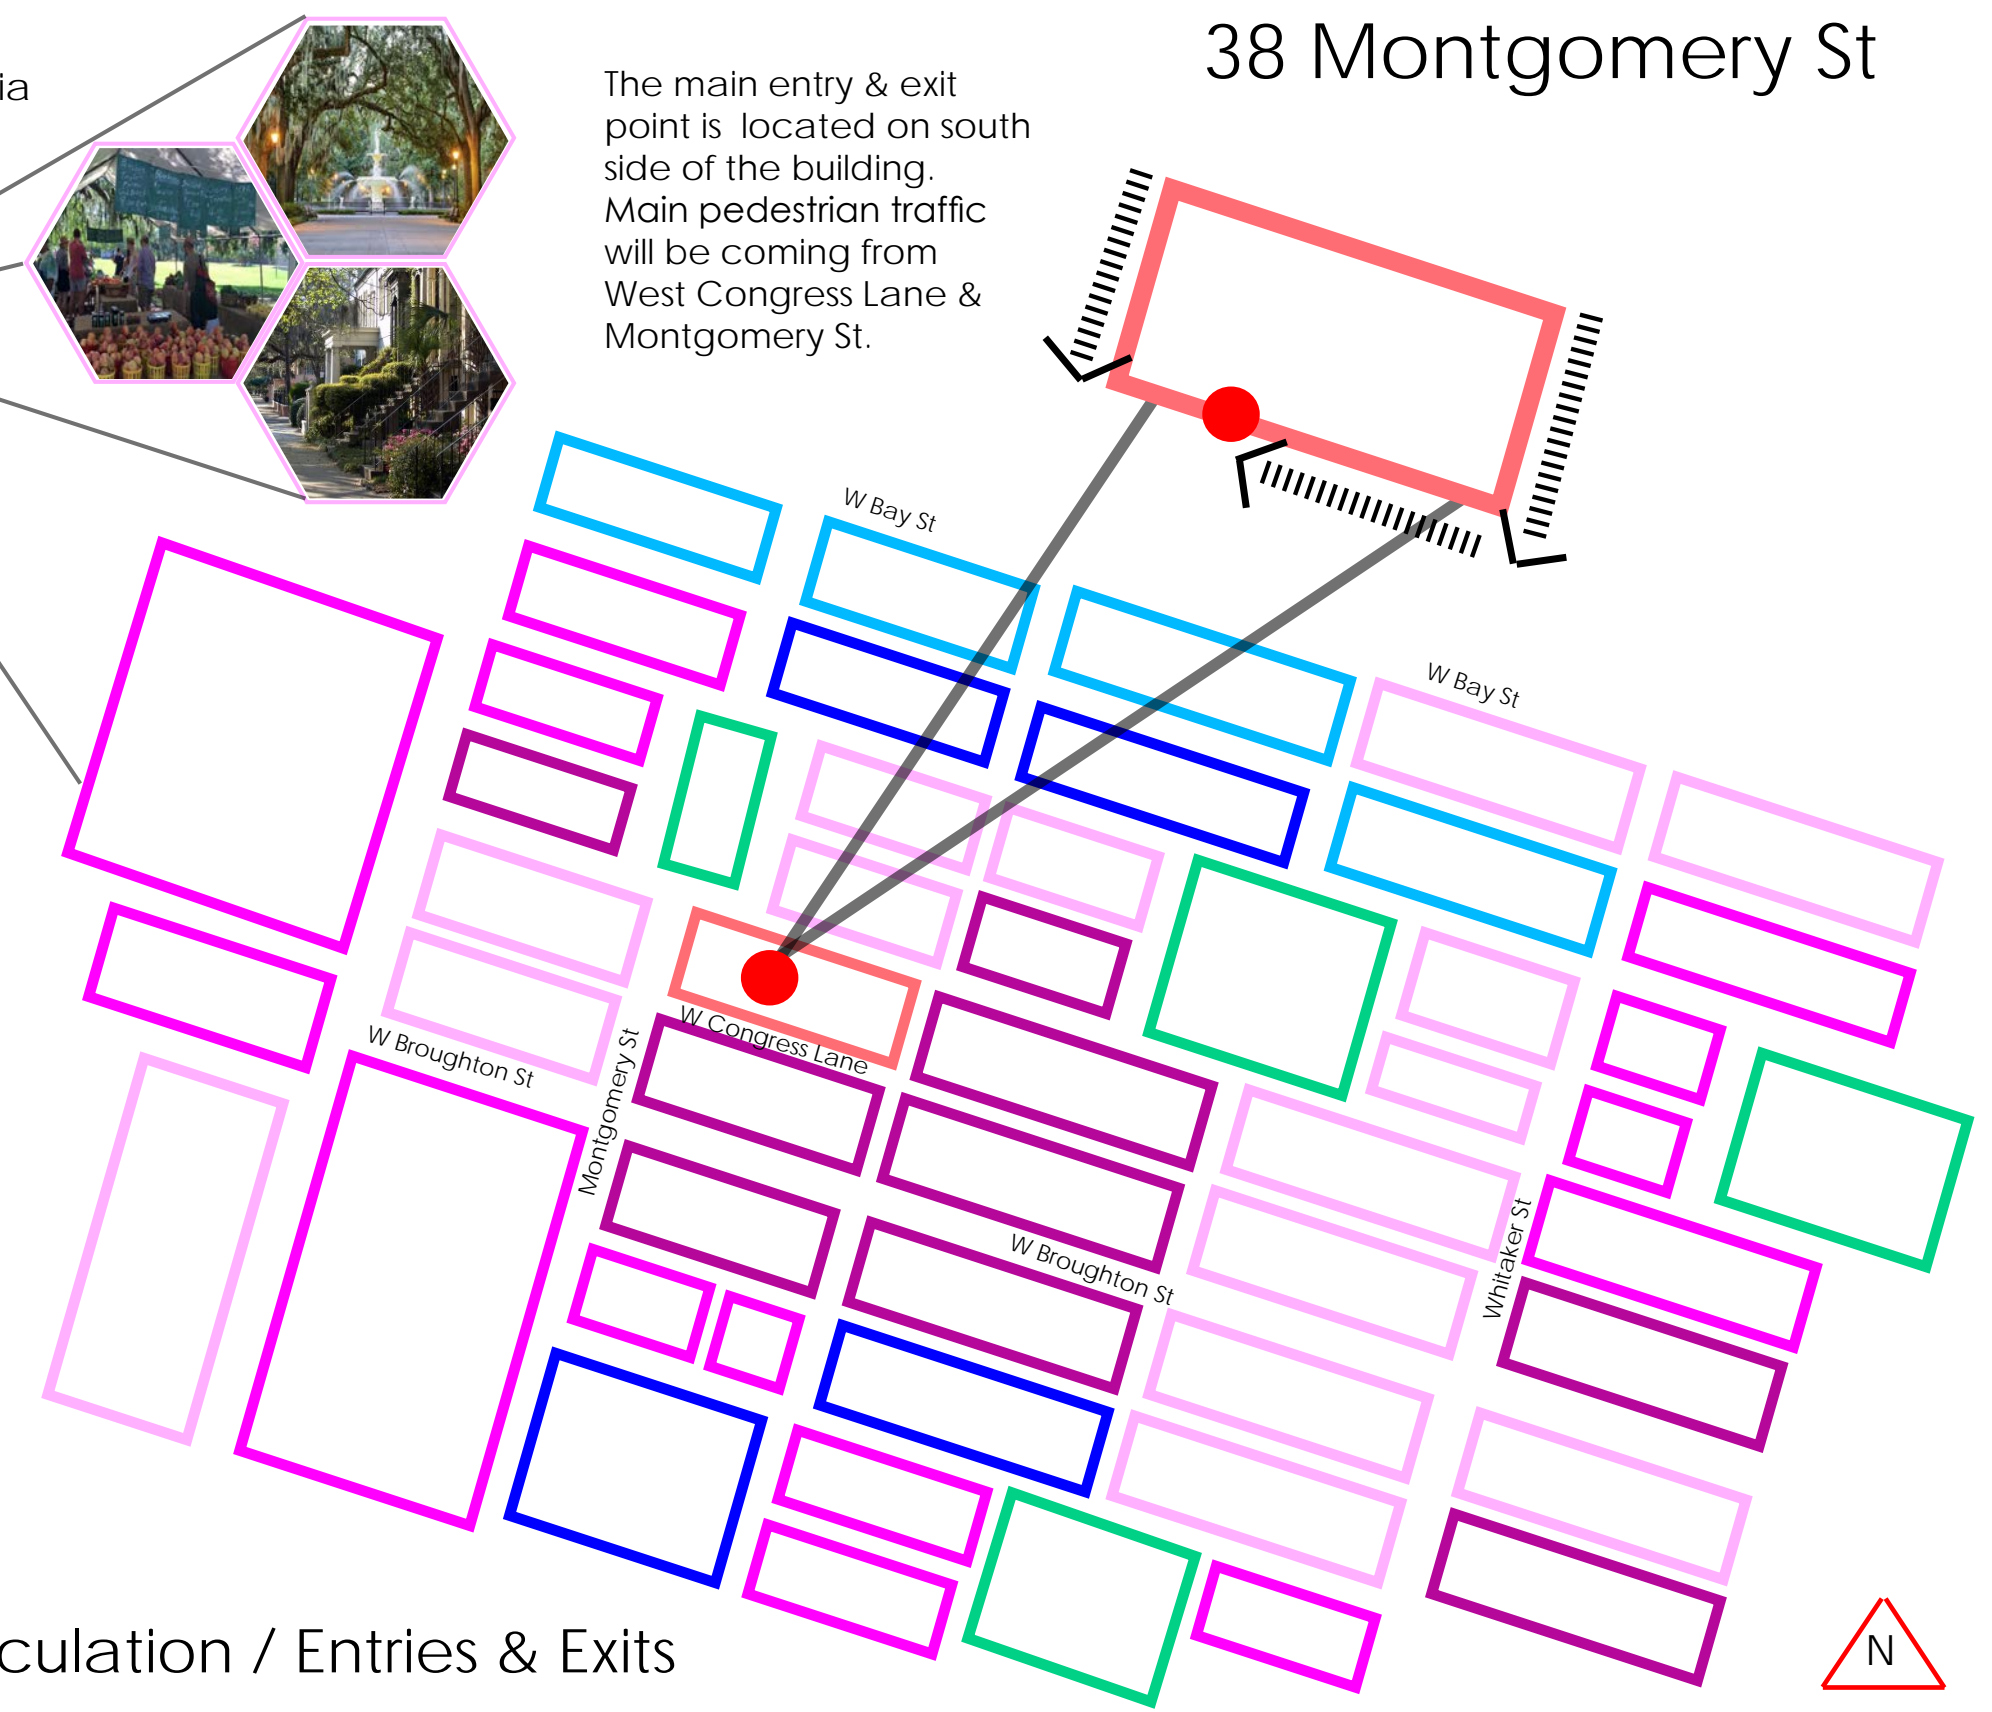 38 Montgomery St
ia
The main entry & exit
point is located on south
side of the building.
Main pedestrian traffic
will be coming from
West Congress Lane &
Montgomery St.
W Bay St
W Bay St
W Congress Lane
W Broughton St
Montgomery St
W Broughton St
Whitaker St
culation / Entries & Exits
N